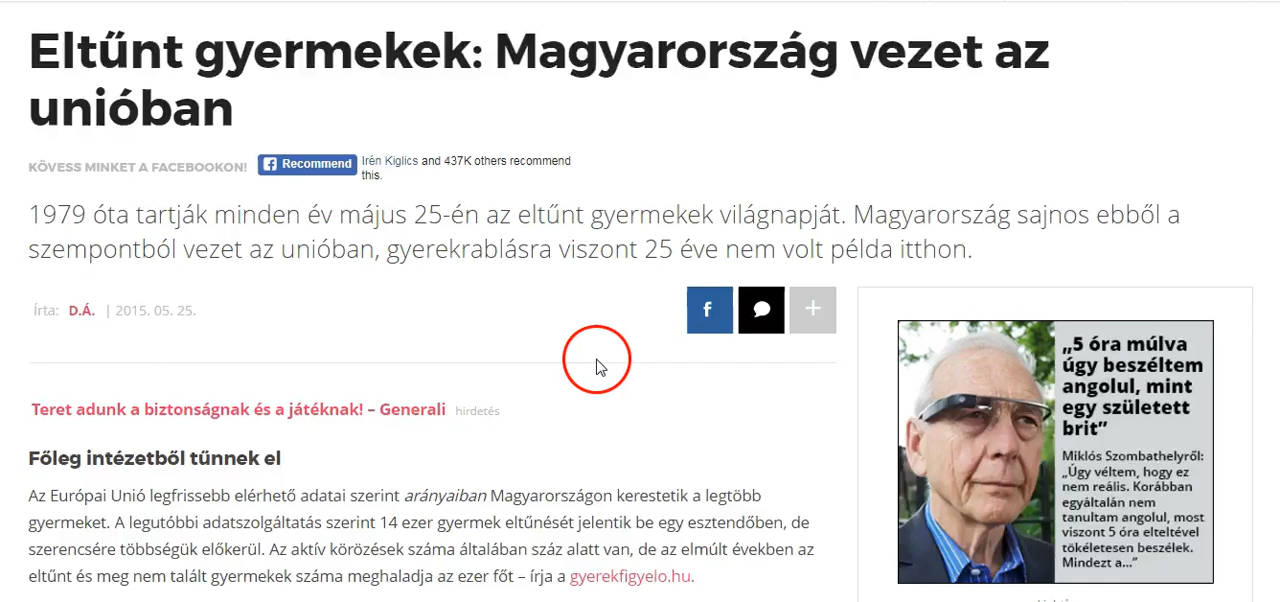 Eltűnt gyermekek: Magyarország vezet az
unióban
KÖVESS MINKET A FACEBOOKON!
Recommend
Irén Kiglics and 437K others recommend
this.
1979 óta tartják minden év május 25-én az eltűnt gyermekek világnapját. Magyarország sajnos ebből a
szempontból vezet az unióban, gyerekrablásra viszont 25 éve nem volt példa itthon.
Írta: D.Á. | 2015. 05. 25.
Teret adunk a biztonságnak és a játéknak! – Generali hirdetés
Főleg intézetből tűnnek el
Az Európai Unió legfrissebb elérhető adatai szerint arányaiban Magyarországon kerestetik a legtöbb
gyermeket. A legutóbbi adatszolgáltatás szerint 14 ezer gyermek eltűnését jelentik be egy esztendőben, de
szerencsére többségük előkerül. Az aktív körözések száma általában száz alatt van, de az elmúlt években az
eltűnt és meg nem talált gyermekek száma meghaladja az ezer főt – írja a gyerekfigyelo.hu.
„5 óra múlva
úgy beszéltem
angolul, mint
egy született
brit”
Miklós Szombathelyről:
„Úgy véltem, hogy ez
nem reális. Korábban
egyáltalán nem
tanultam angolul, most
viszont 5 óra elteltével
tökéletesen beszélek.
Mindez a...”